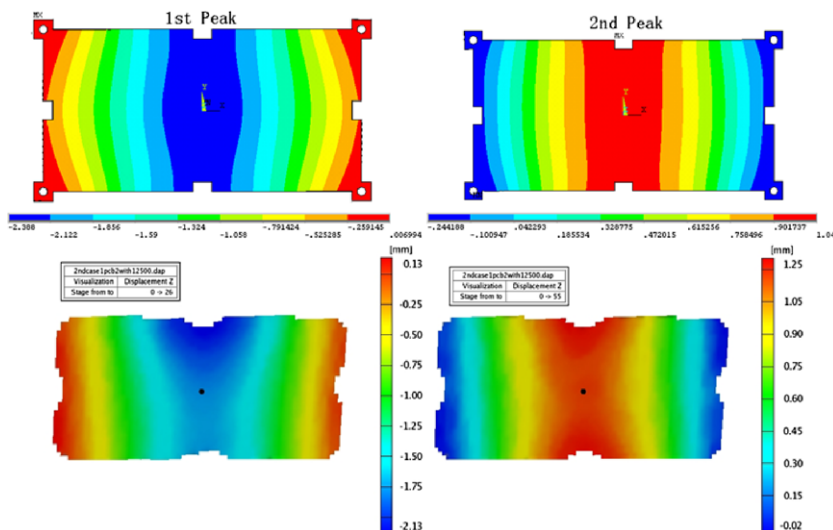 1st Peak
2nd Peak
MX
MX
Y
X
Y
X
-2.388 -1.856 -1.324 -.791424 -.259145
-2.122 -1.59 -1.058 -.525285 .006994
-.244188 .042293 .328775 .615256 .901737
-.100947 .185534 .472015 .758496 1.04
[mm]
[mm]
2ndcase1pcb2with12500.dap
Visualization Displacement Z
Stage from to 0 -> 26
2ndcase1pcb2with12500.dap
Visualization Displacement Z
Stage from to 0 -> 55
0.13
-0.25
-0.50
-0.75
-1.00
-1.25
-1.50
-1.75
-2.13
1.25
1.05
0.90
0.75
0.60
0.45
0.30
0.15
-0.02